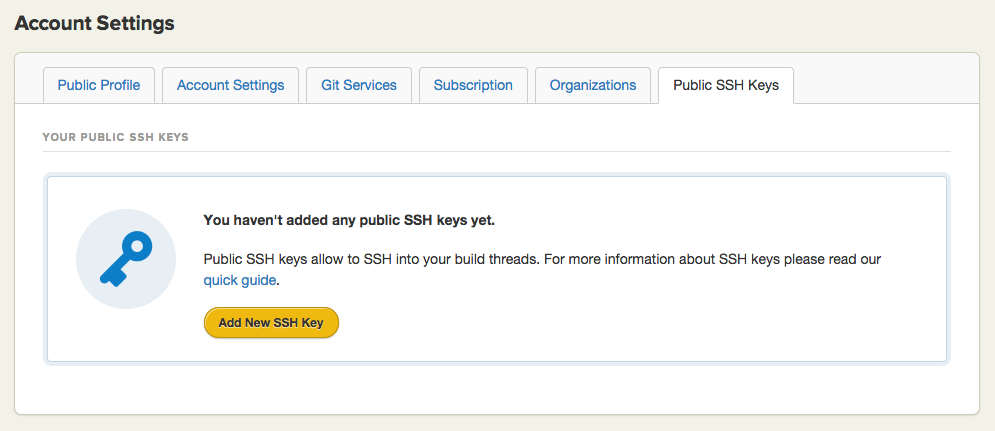 Account Settings
Public Profile
Account Settings
Git Services
Subscription
Organizations
Public SSH Keys
YOUR PUBLIC SSH KEYS
You haven't added any public SSH keys yet.
Public SSH keys allow to SSH into your build threads. For more information about SSH keys please read our
quick guide.
Add New SSH Key